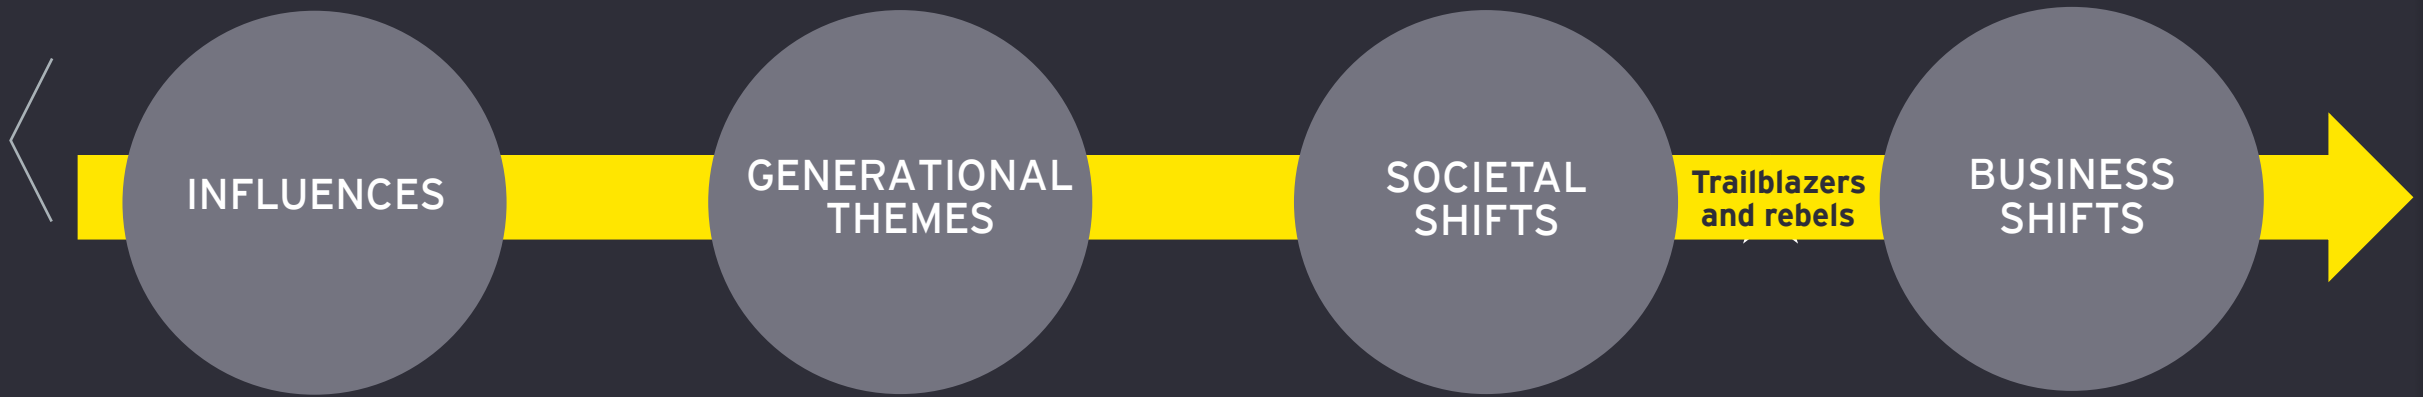 INFLUENCES
GENERATIONAL
THEMES
SOCIETAL
SHIFTS
Trailblazers
and rebels
BUSINESS
SHIFTS